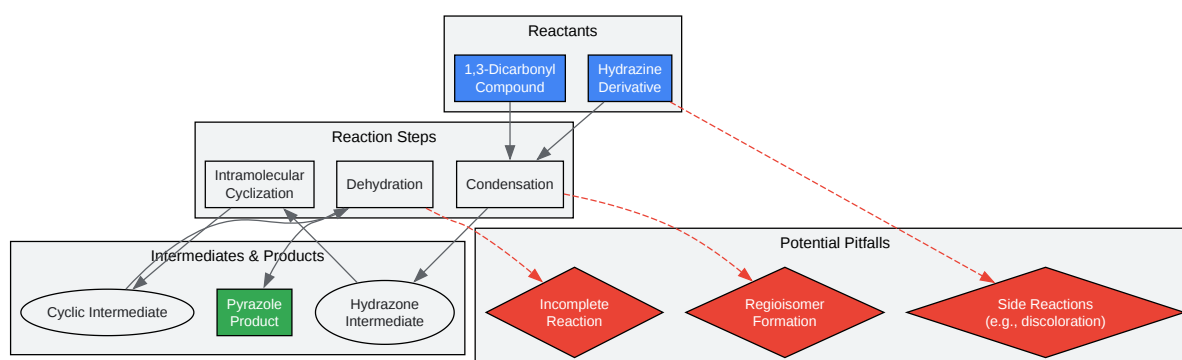 Reactants
1,3-Dicarbonyl
Compound
Hydrazine
Derivative
Reaction Steps
Intramolecular
Cyclization
Dehydration
Condensation
Intermediates & Products
Cyclic Intermediate
Pyrazole
Product
Hydrazone
Intermediate
Potential Pitfalls
Incomplete
Reaction
Regioisomer
Formation
Side Reactions
(e.g., discoloration)